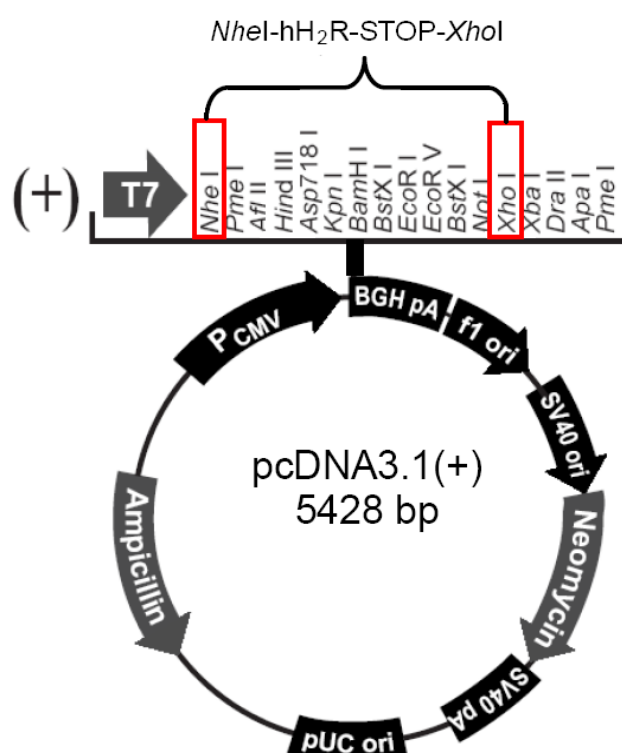 NheI-hH₂R-STOP-XhoI
(+)
T7
Nhe I
Pme I
Afl II
Hind III
Asp718 I
Kpn I
BamH I
BstX I
EcoR I
EcoR V
BstX I
Not I
Xho I
Xba I
Dra II
Apa I
Pme I
P CMV
BGH pA
f1 ori
SV40 ori
Neomycin
SV40 pA
pUC ori
Ampicillin
pcDNA3.1(+)
5428 bp